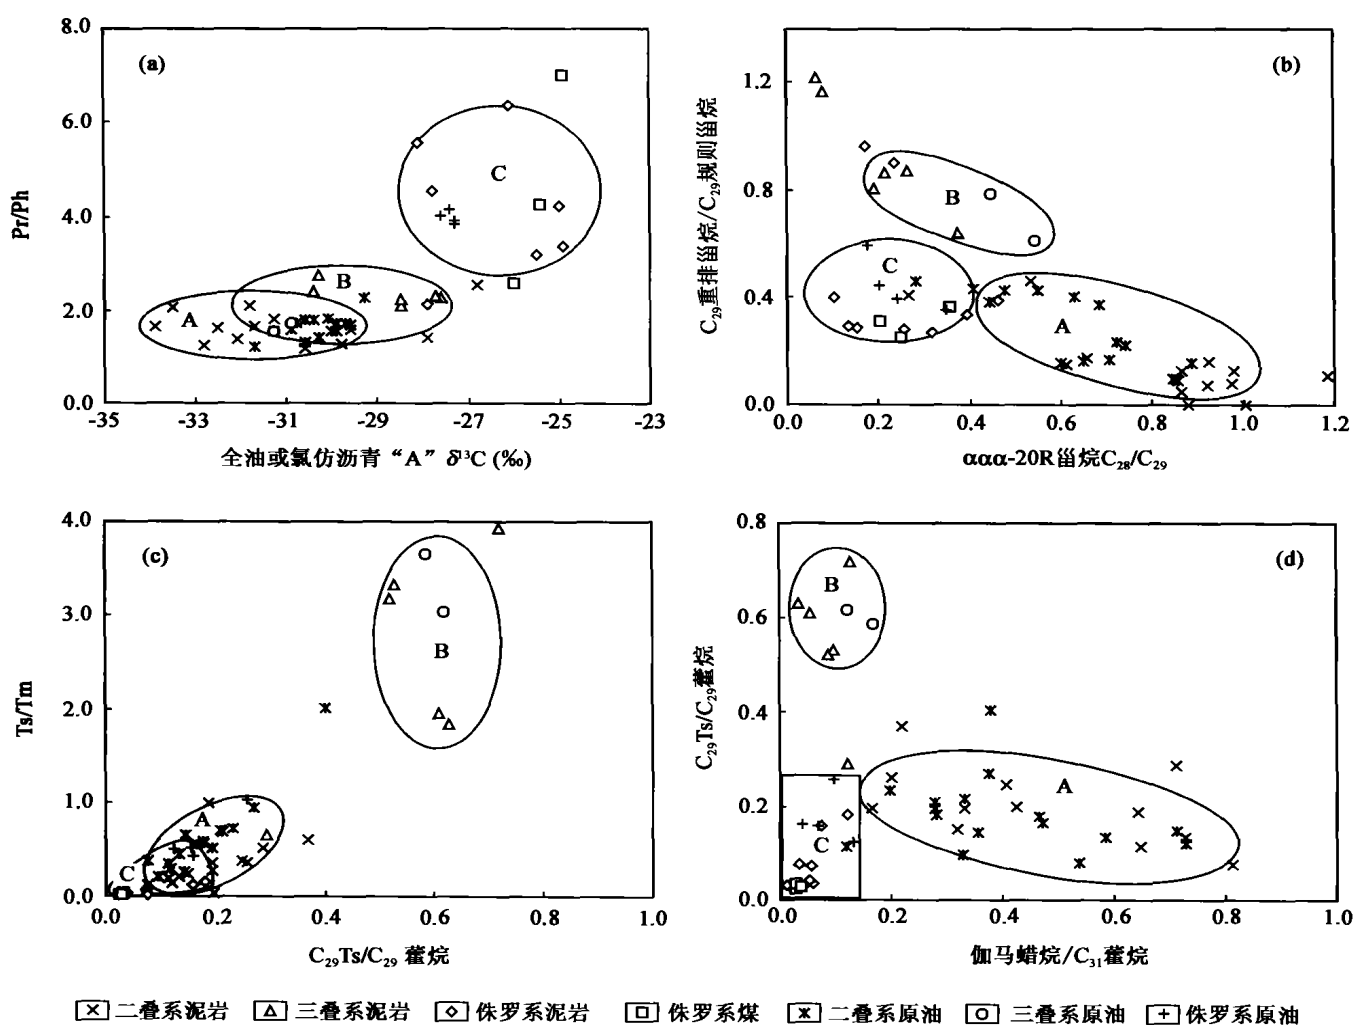 (a)
8.0
6.0
4.0
2.0
0.0
Pr/Ph
C
B
A
-35
-33
-31
-29
-27
-25
-23
全油或氯仿沥青“A” δ¹³C (‰)
(b)
1.2
0.8
0.4
0.0
C₂₉重排甾烷/C₂₉规则甾烷
B
C
A
0.0
0.2
0.4
0.6
0.8
1.0
1.2
ααα-20R甾烷C₂₈/C₂₉
(c)
4.0
3.0
2.0
1.0
0.0
Ts/Tm
B
A
C
0.0
0.2
0.4
0.6
0.8
1.0
C₂₉Ts/C₂₉ 藿烷
(d)
0.8
0.6
0.4
0.2
0.0
C₂₉Ts/C₂₉藿烷
B
A
C
0.0
0.2
0.4
0.6
0.8
1.0
伽马蜡烷/C₃₁藿烷
二叠系泥岩 三叠系泥岩 侏罗系泥岩 侏罗系煤 二叠系原油 三叠系原油 侏罗系原油